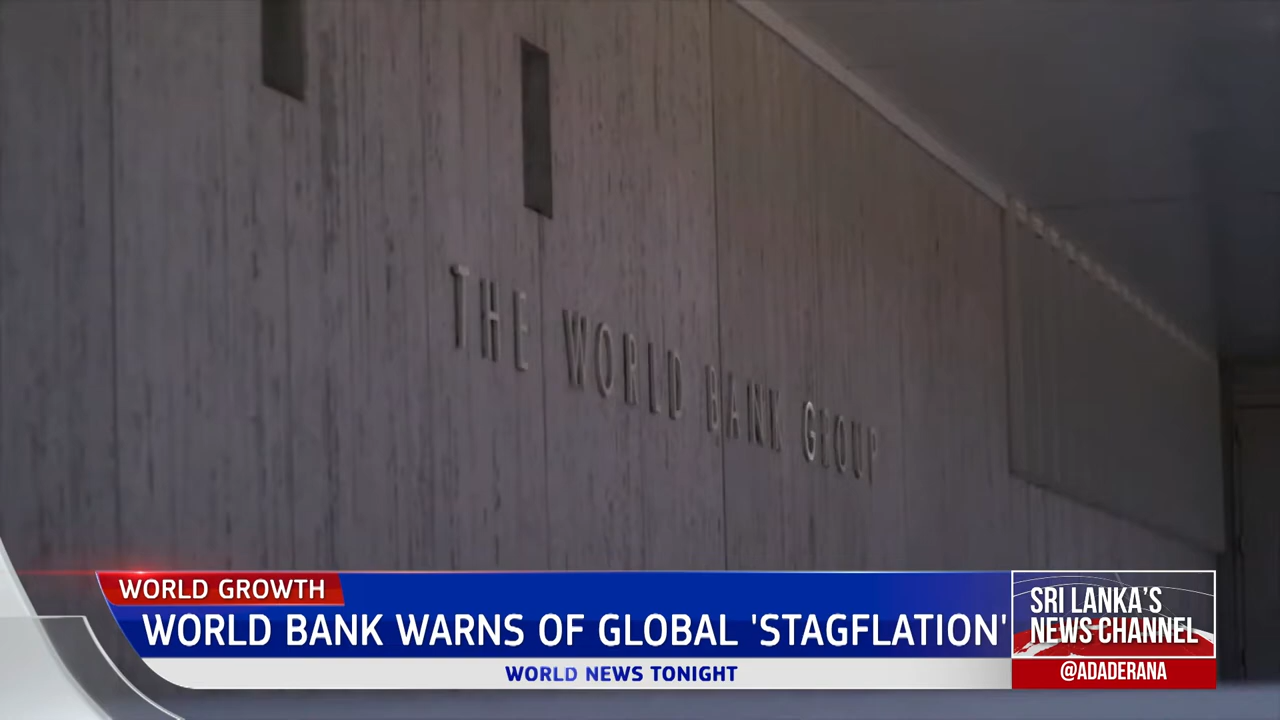 THE WORLD BANK GROUP
WORLD GROWTH
WORLD BANK WARNS OF GLOBAL 'STAGFLATION'
WORLD NEWS TONIGHT
SRI LANKA'S
NEWS CHANNEL
@ADADERANA